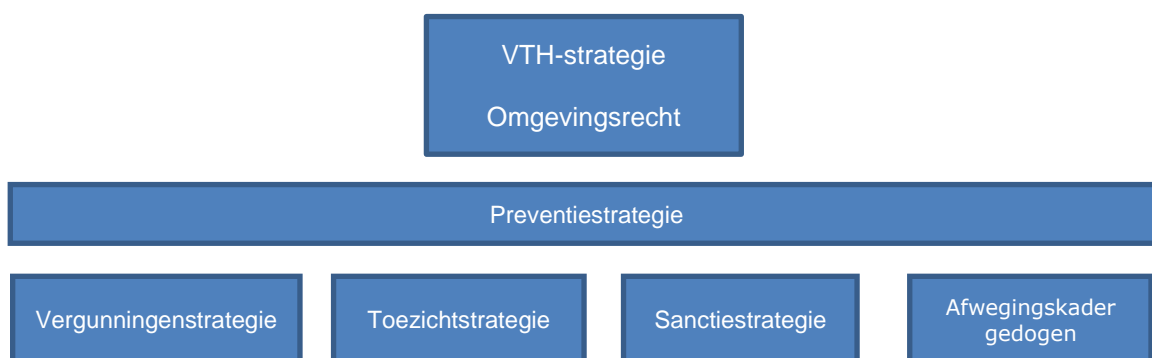 VTH-strategie
Omgevingsrecht
Preventiestrategie
Vergunningenstrategie
Toezichtstrategie
Sanctiestrategie
Afwegingskader
gedogen